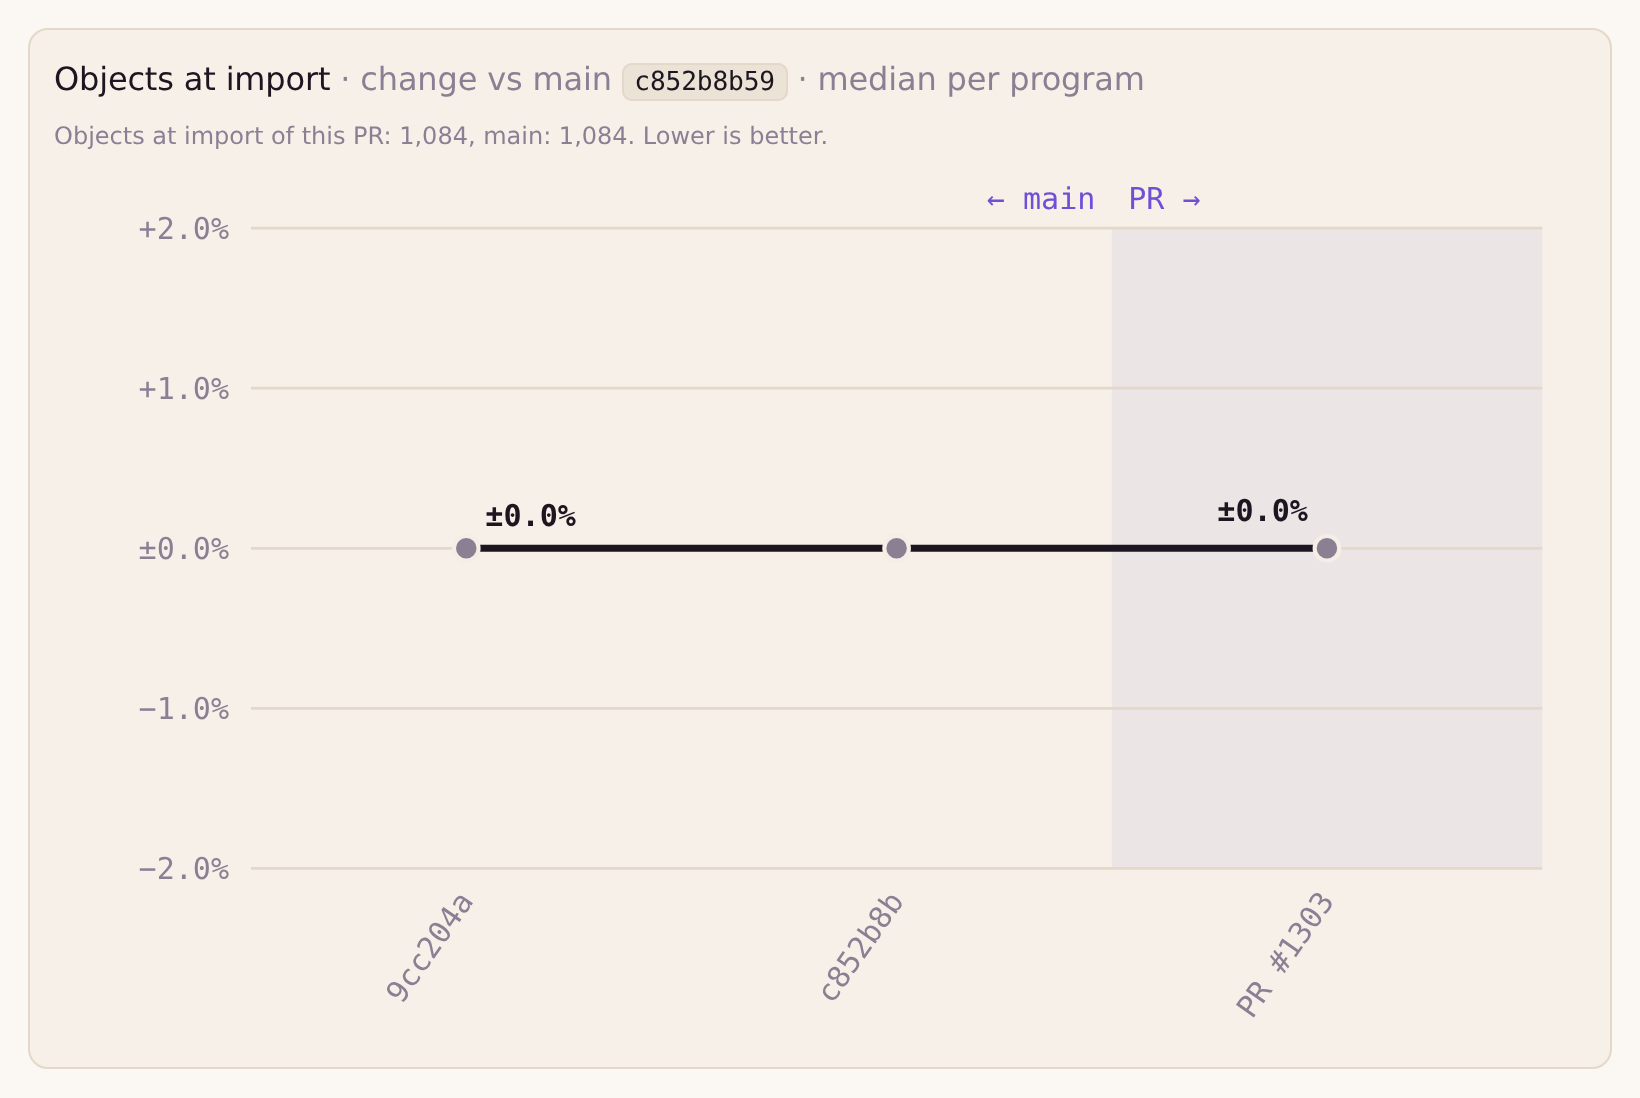 Objects at import · change vs main c852b8b59 · median per program
Objects at import of this PR: 1,084, main: 1,084. Lower is better.
← main PR →
+2.0%
+1.0%
±0.0%
−1.0%
−2.0%
±0.0%
±0.0%
9cc204a
c852b8b
PR #1303